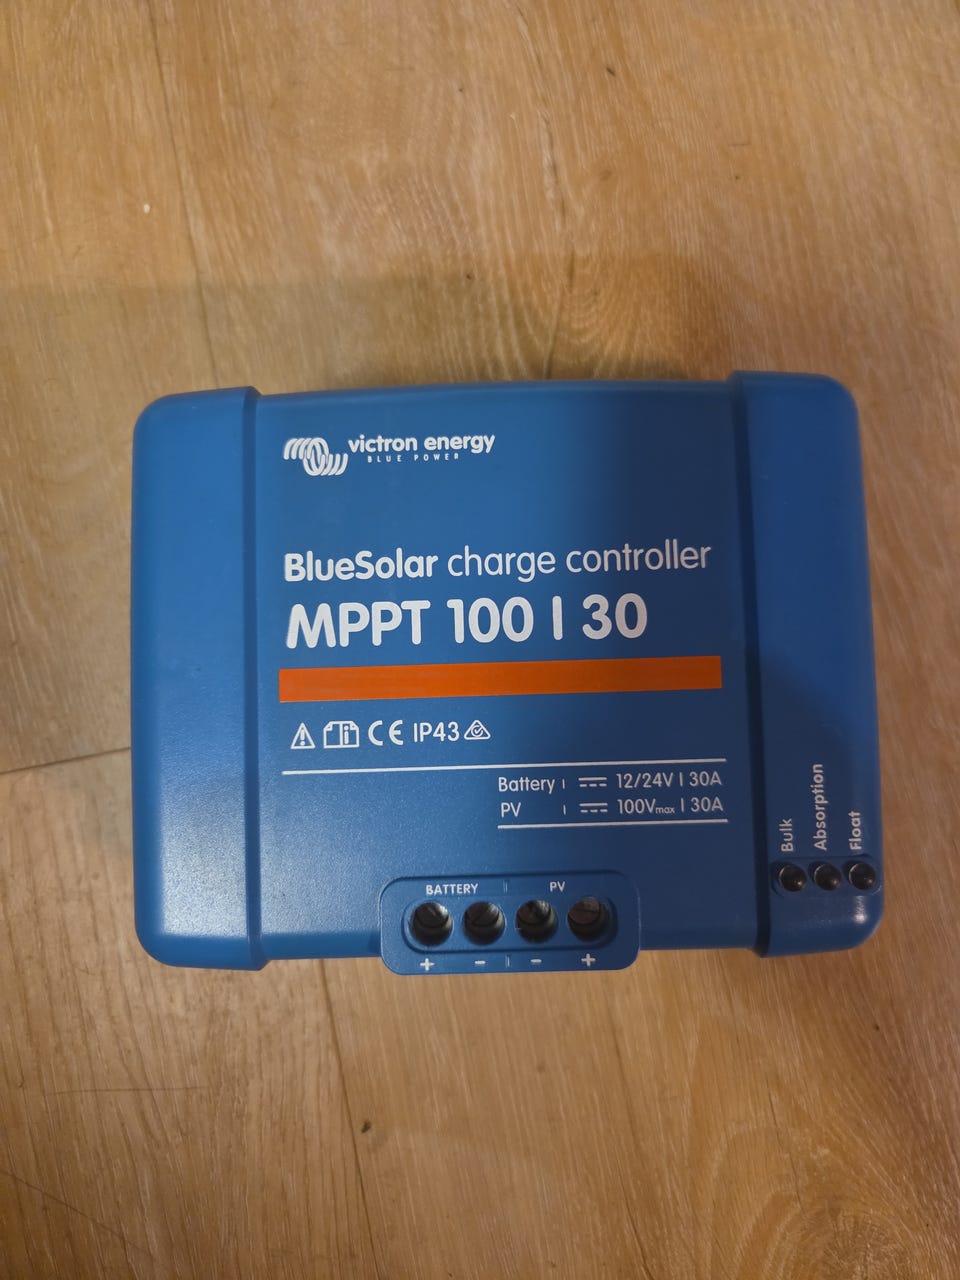 victron energy
BLUE POWER
BlueSolar charge controller
MPPT 100 | 30
CE IP43
Battery | 12/24V | 30A
PV | 100Vmax | 30A
Bulk
Absorption
Float
BATTERY | PV
+ - | - +